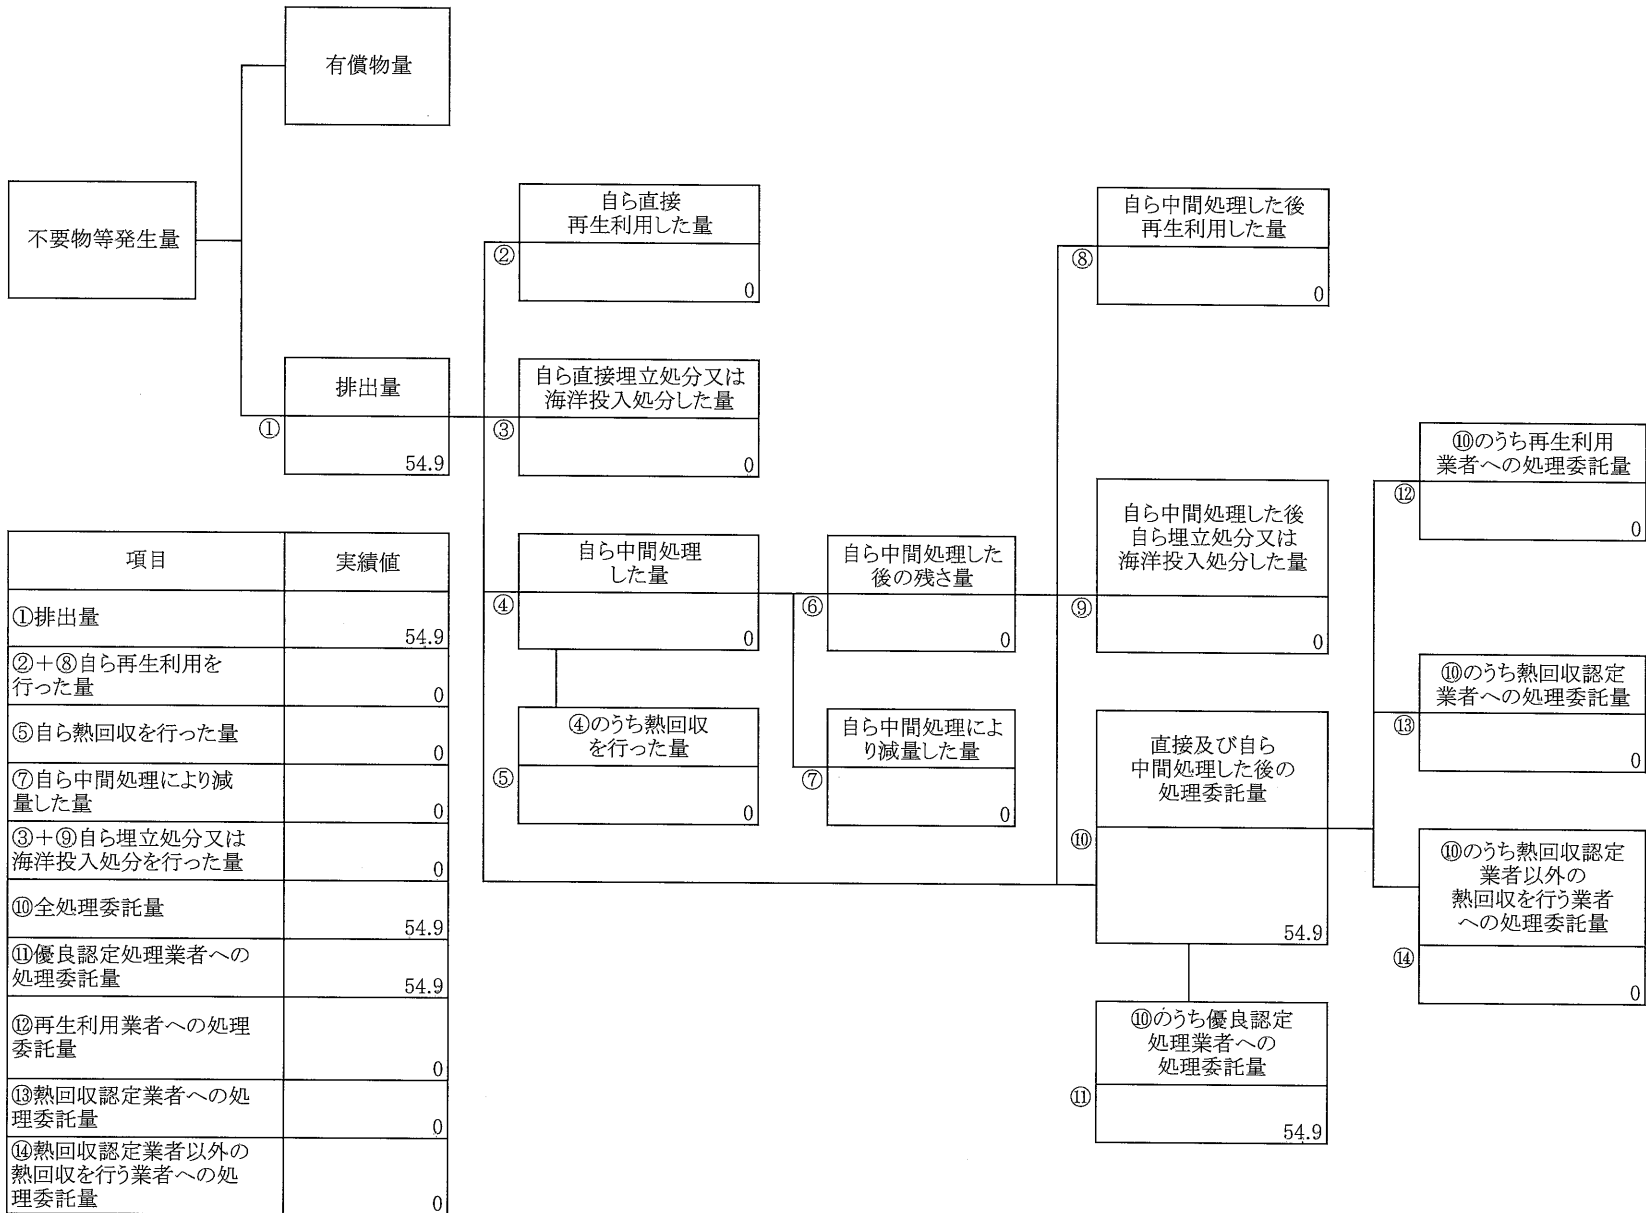 有償物量
不要物等発生量
自ら直接
再生利用した量
②
0
自ら中間処理した後
再生利用した量
⑧
0
排出量
①
54.9
自ら直接埋立処分又は
海洋投入処分した量
③
0
⑩のうち再生利用
業者への処理委託量
⑫
0
自ら中間処理した後
自ら埋立処分又は
海洋投入処分した量
⑨
0
自ら中間処理
した量
④
0
自ら中間処理した
後の残さ量
⑥
0
⑩のうち熱回収認定
業者への処理委託量
⑬
0
④のうち熱回収
を行った量
⑤
0
自ら中間処理によ
り減量した量
⑦
0
直接及び自ら
中間処理した後の
処理委託量
⑩
54.9
⑩のうち熱回収認定
業者以外の
熱回収を行う業者
への処理委託量
⑭
0
⑩のうち優良認定
処理業者への
処理委託量
⑪
54.9
項目 実績値
①排出量
54.9
②+⑧自ら再生利用を
行った量
0
⑤自ら熱回収を行った量
0
⑦自ら中間処理により減
量した量
0
③+⑨自ら埋立処分又は
海洋投入処分を行った量
0
⑩全処理委託量
54.9
⑪優良認定処理業者への
処理委託量
54.9
⑫再生利用業者への処理
委託量
0
⑬熱回収認定業者への処
理委託量
0
⑭熱回収認定業者以外の
熱回収を行う業者への処
理委託量
0